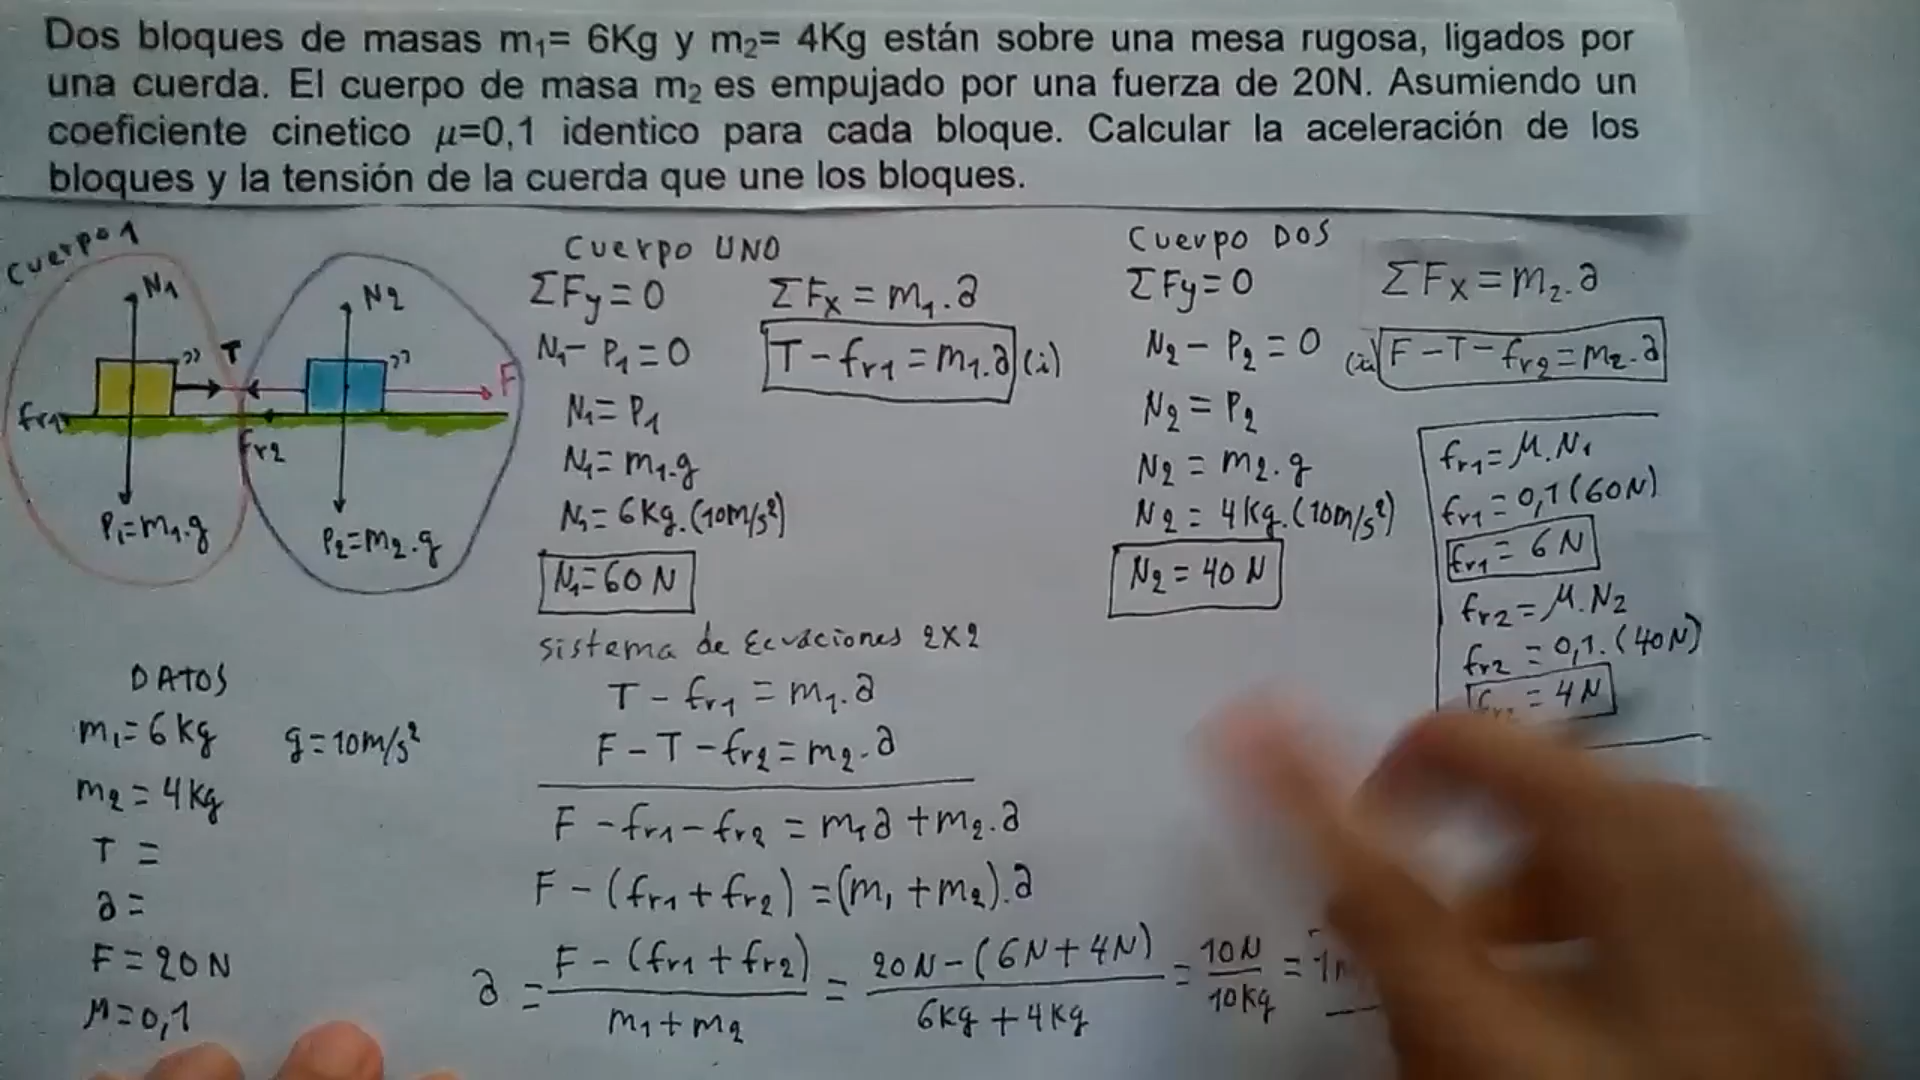 Dos bloques de masas m₁= 6Kg y m₂= 4Kg están sobre una mesa rugosa, ligados por
una cuerda. El cuerpo de masa m₂ es empujado por una fuerza de 20N. Asumiendo un
coeficiente cinetico μ=0,1 identico para cada bloque. Calcular la aceleración de los
bloques y la tensión de la cuerda que une los bloques.
Cuerpo 1
N₁
N2
T
F
fr1
fr2
P₁=m₁.g
P₂=m₂.g
DATOS
m₁=6kg
g=10m/s²
m₂=4kg
T=
a=
F=20N
M=0,1
Cuerpo UNO
ΣFy=0
ΣFx=m₁.a
N₁-P₁=0
T-fr₁=m₁.a (i)
N₁=P₁
N₁=m₁.g
N₁=6kg.(10m/s²)
N₁=60N
Cuerpo DOS
ΣFy=0
ΣFx=m₂.a
N₂-P₂=0
(ii) F-T-fr₂=m₂.a
N₂=P₂
N₂=m₂.g
N₂=4kg.(10m/s²)
N₂=40N
fr₁=M.N₁
fr₁=0,1(60N)
fr₁=6N
fr₂=M.N₂
fr₂=0,1.(40N)
=4N
Sistema de Ecuaciones 2x2
T-fr₁=m₁.a
F-T-fr₂=m₂.a
F-fr₁-fr₂=m₁a+m₂.a
F-(fr₁+fr₂)=(m₁+m₂).a
a = F-(fr₁+fr₂) / m₁+m₂ = 20N-(6N+4N) / 6kg+4kg = 10N / 10kg = 1